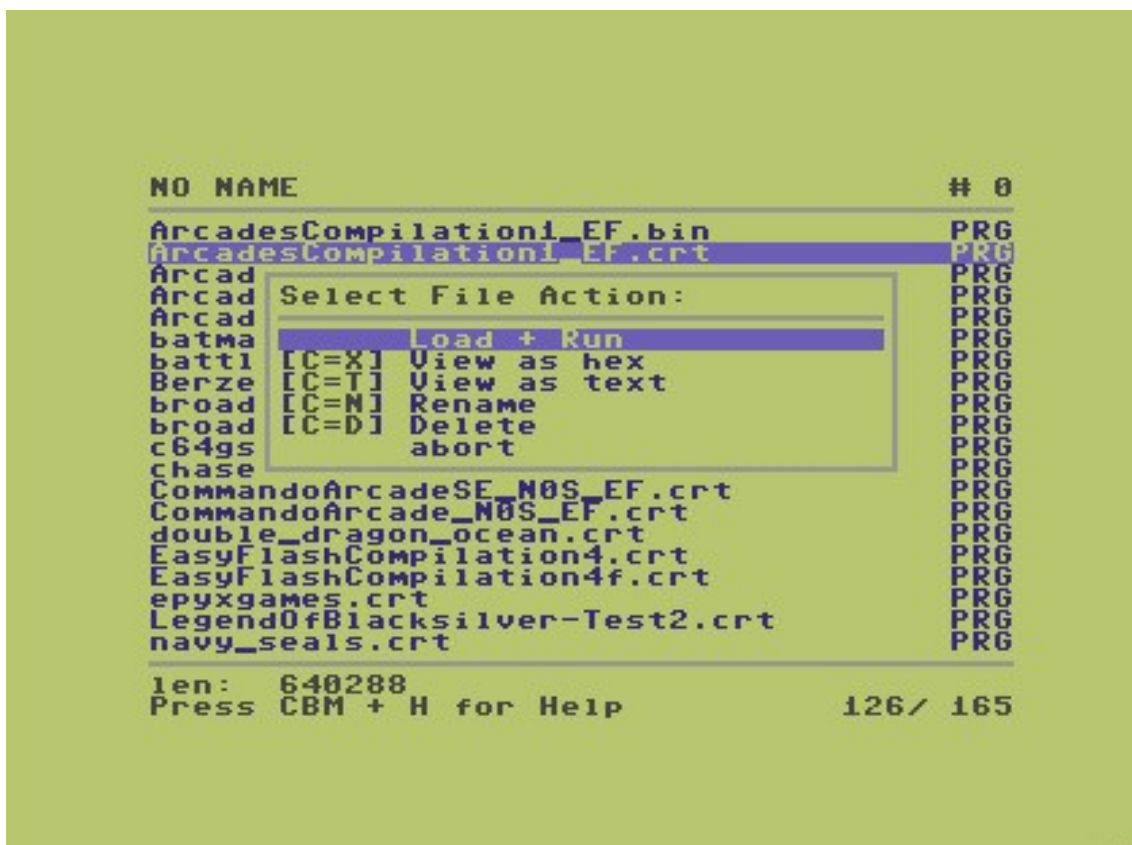 NO NAME # 0
ArcadesCompilation1_EF.bin PRG
ArcadesCompilation1_EF.crt PRG
Arcad PRG
Arcad Select File Action: PRG
Arcad PRG
batma Load + Run PRG
battl [C=X] View as hex PRG
Berze [C=T] View as text PRG
broad [C=N] Rename PRG
broad [C=D] Delete PRG
c64gs abort PRG
chase PRG
CommandoArcadeSE_N0S_EF.crt PRG
CommandoArcade_N0S_EF.crt PRG
double_dragon_ocean.crt PRG
EasyFlashCompilation4.crt PRG
EasyFlashCompilation4f.crt PRG
epyxgames.crt PRG
LegendOfBlacksilver-Test2.crt PRG
navy_seals.crt PRG
len: 640288
Press CBM + H for Help 126/ 165